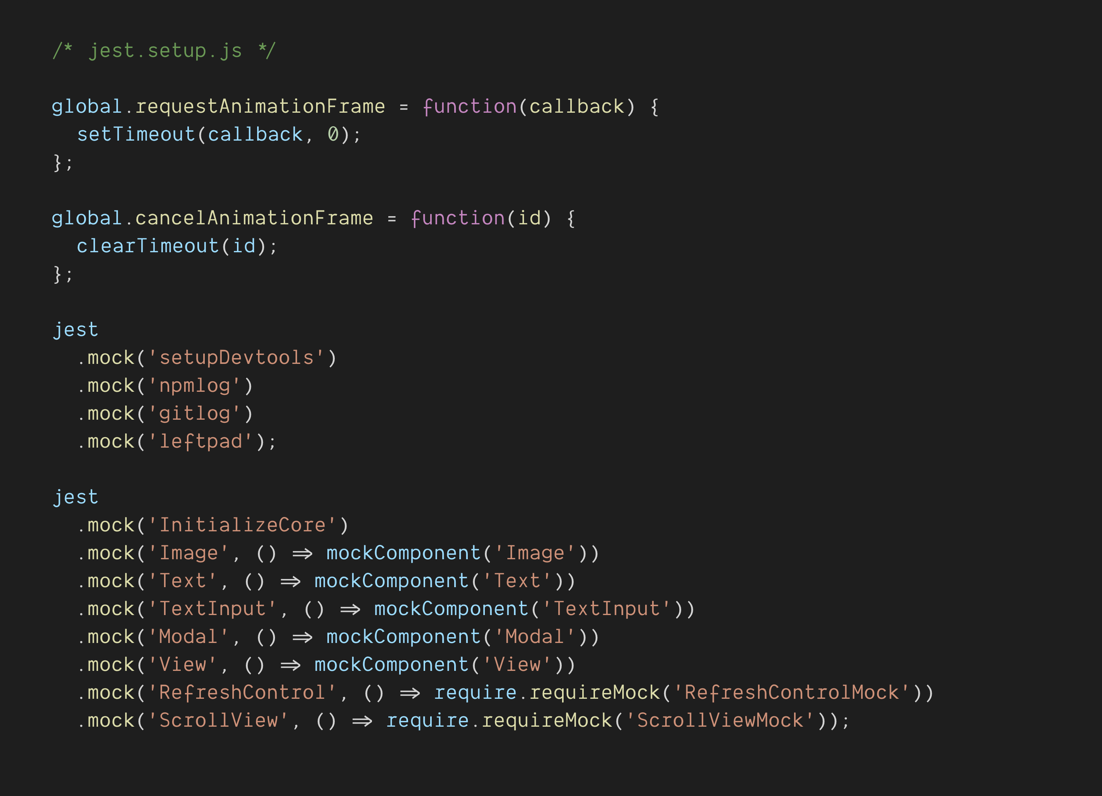 /* jest.setup.js */

global.requestAnimationFrame = function(callback) {
  setTimeout(callback, 0);
};

global.cancelAnimationFrame = function(id) {
  clearTimeout(id);
};

jest
  .mock('setupDevtools')
  .mock('npmlog')
  .mock('gitlog')
  .mock('leftpad');

jest
  .mock('InitializeCore')
  .mock('Image', () => mockComponent('Image'))
  .mock('Text', () => mockComponent('Text'))
  .mock('TextInput', () => mockComponent('TextInput'))
  .mock('Modal', () => mockComponent('Modal'))
  .mock('View', () => mockComponent('View'))
  .mock('RefreshControl', () => require.requireMock('RefreshControlMock'))
  .mock('ScrollView', () => require.requireMock('ScrollViewMock'));